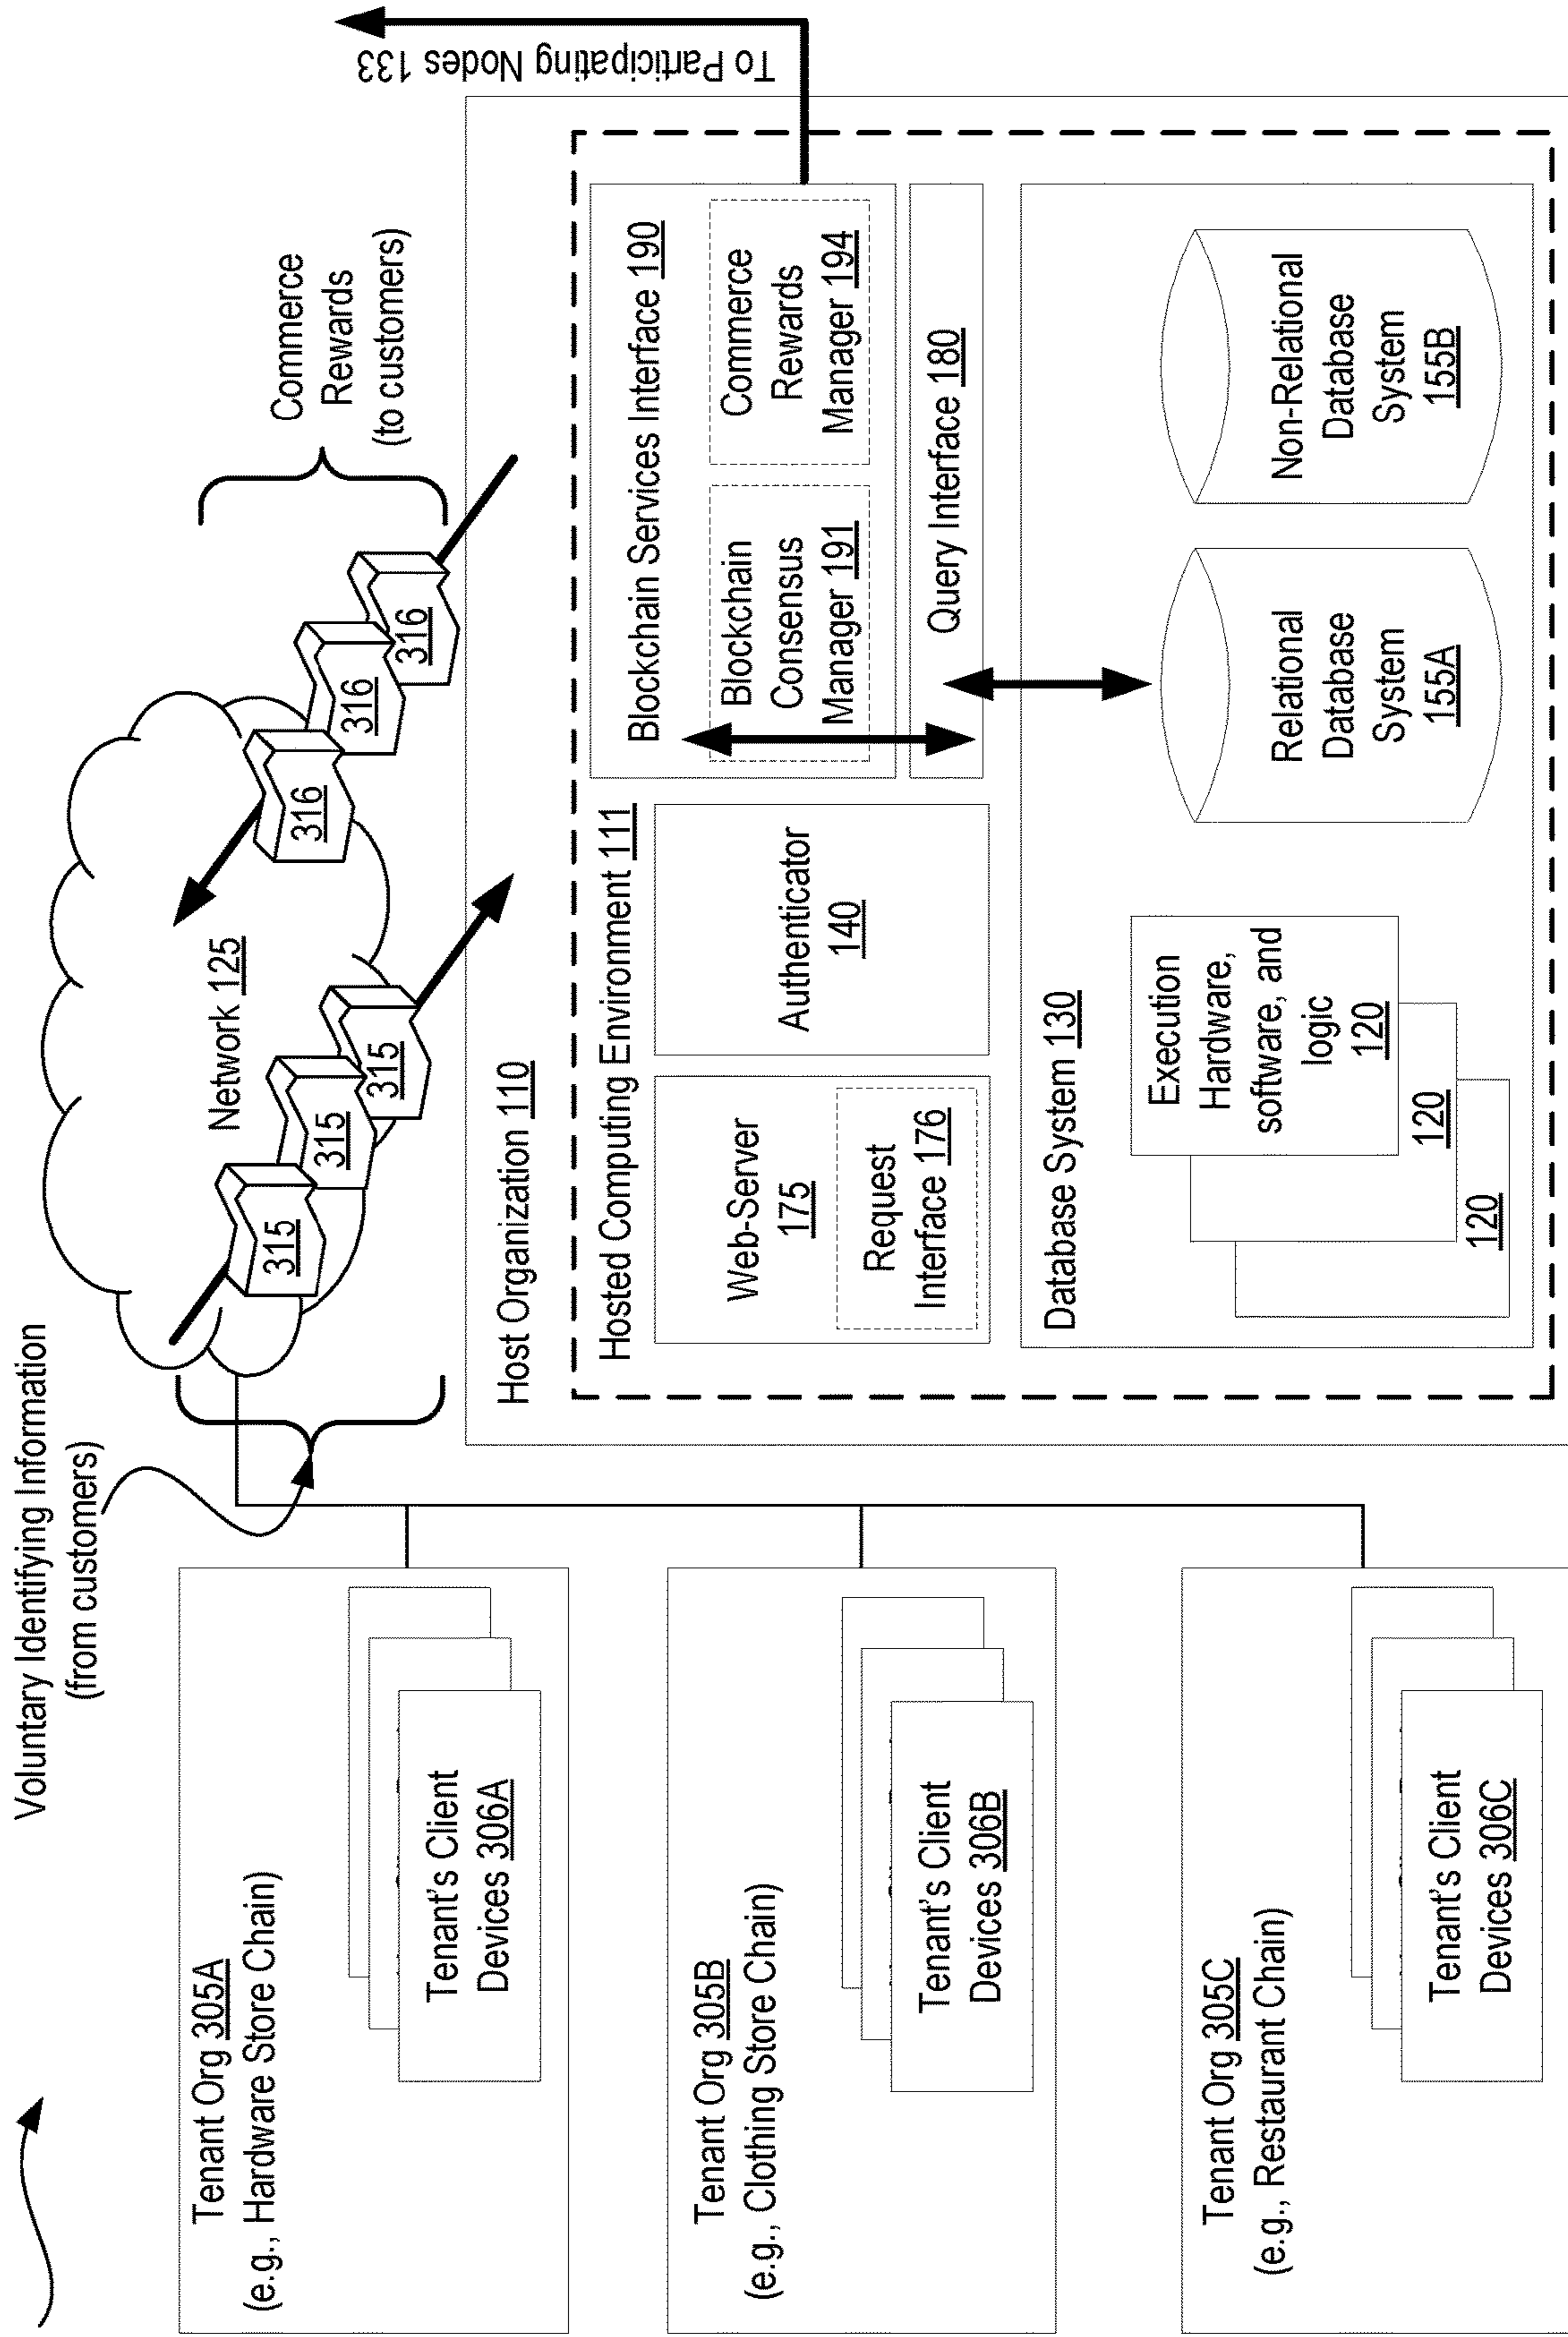 Voluntary Identifying Information
(from customers)
Tenant Org 305A
(e.g., Hardware Store Chain)
Tenant's Client
Devices 306A
Tenant Org 305B
(e.g., Clothing Store Chain)
Tenant's Client
Devices 306B
Tenant Org 305C
(e.g., Restaurant Chain)
Tenant's Client
Devices 306C
Network 125
315
315
315
316
316
316
Commerce
Rewards
(to customers)
To Participating Nodes 133
Host Organization 110
Hosted Computing Environment 111
Web-Server
175
Request
Interface 176
Authenticator
140
Blockchain Services Interface 190
Blockchain
Consensus
Manager 191
Commerce
Rewards
Manager 194
Query Interface 180
Database System 130
Execution
Hardware,
software, and
logic
120
120
120
Relational
Database
System
155A
Non-Relational
Database
System
155B